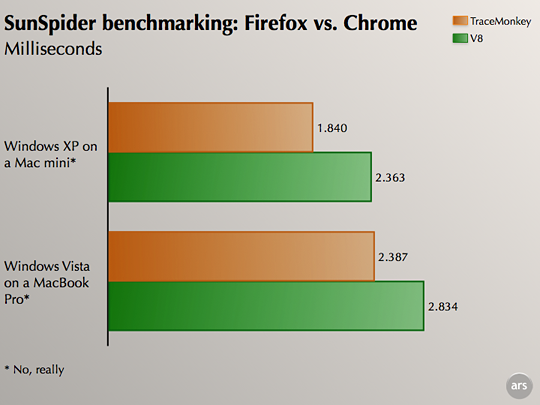 SunSpider benchmarking: Firefox vs. Chrome
Milliseconds
TraceMonkey
V8
Windows XP on
a Mac mini*
1.840
2.363
Windows Vista
on a MacBook
Pro*
2.387
2.834
* No, really
ars